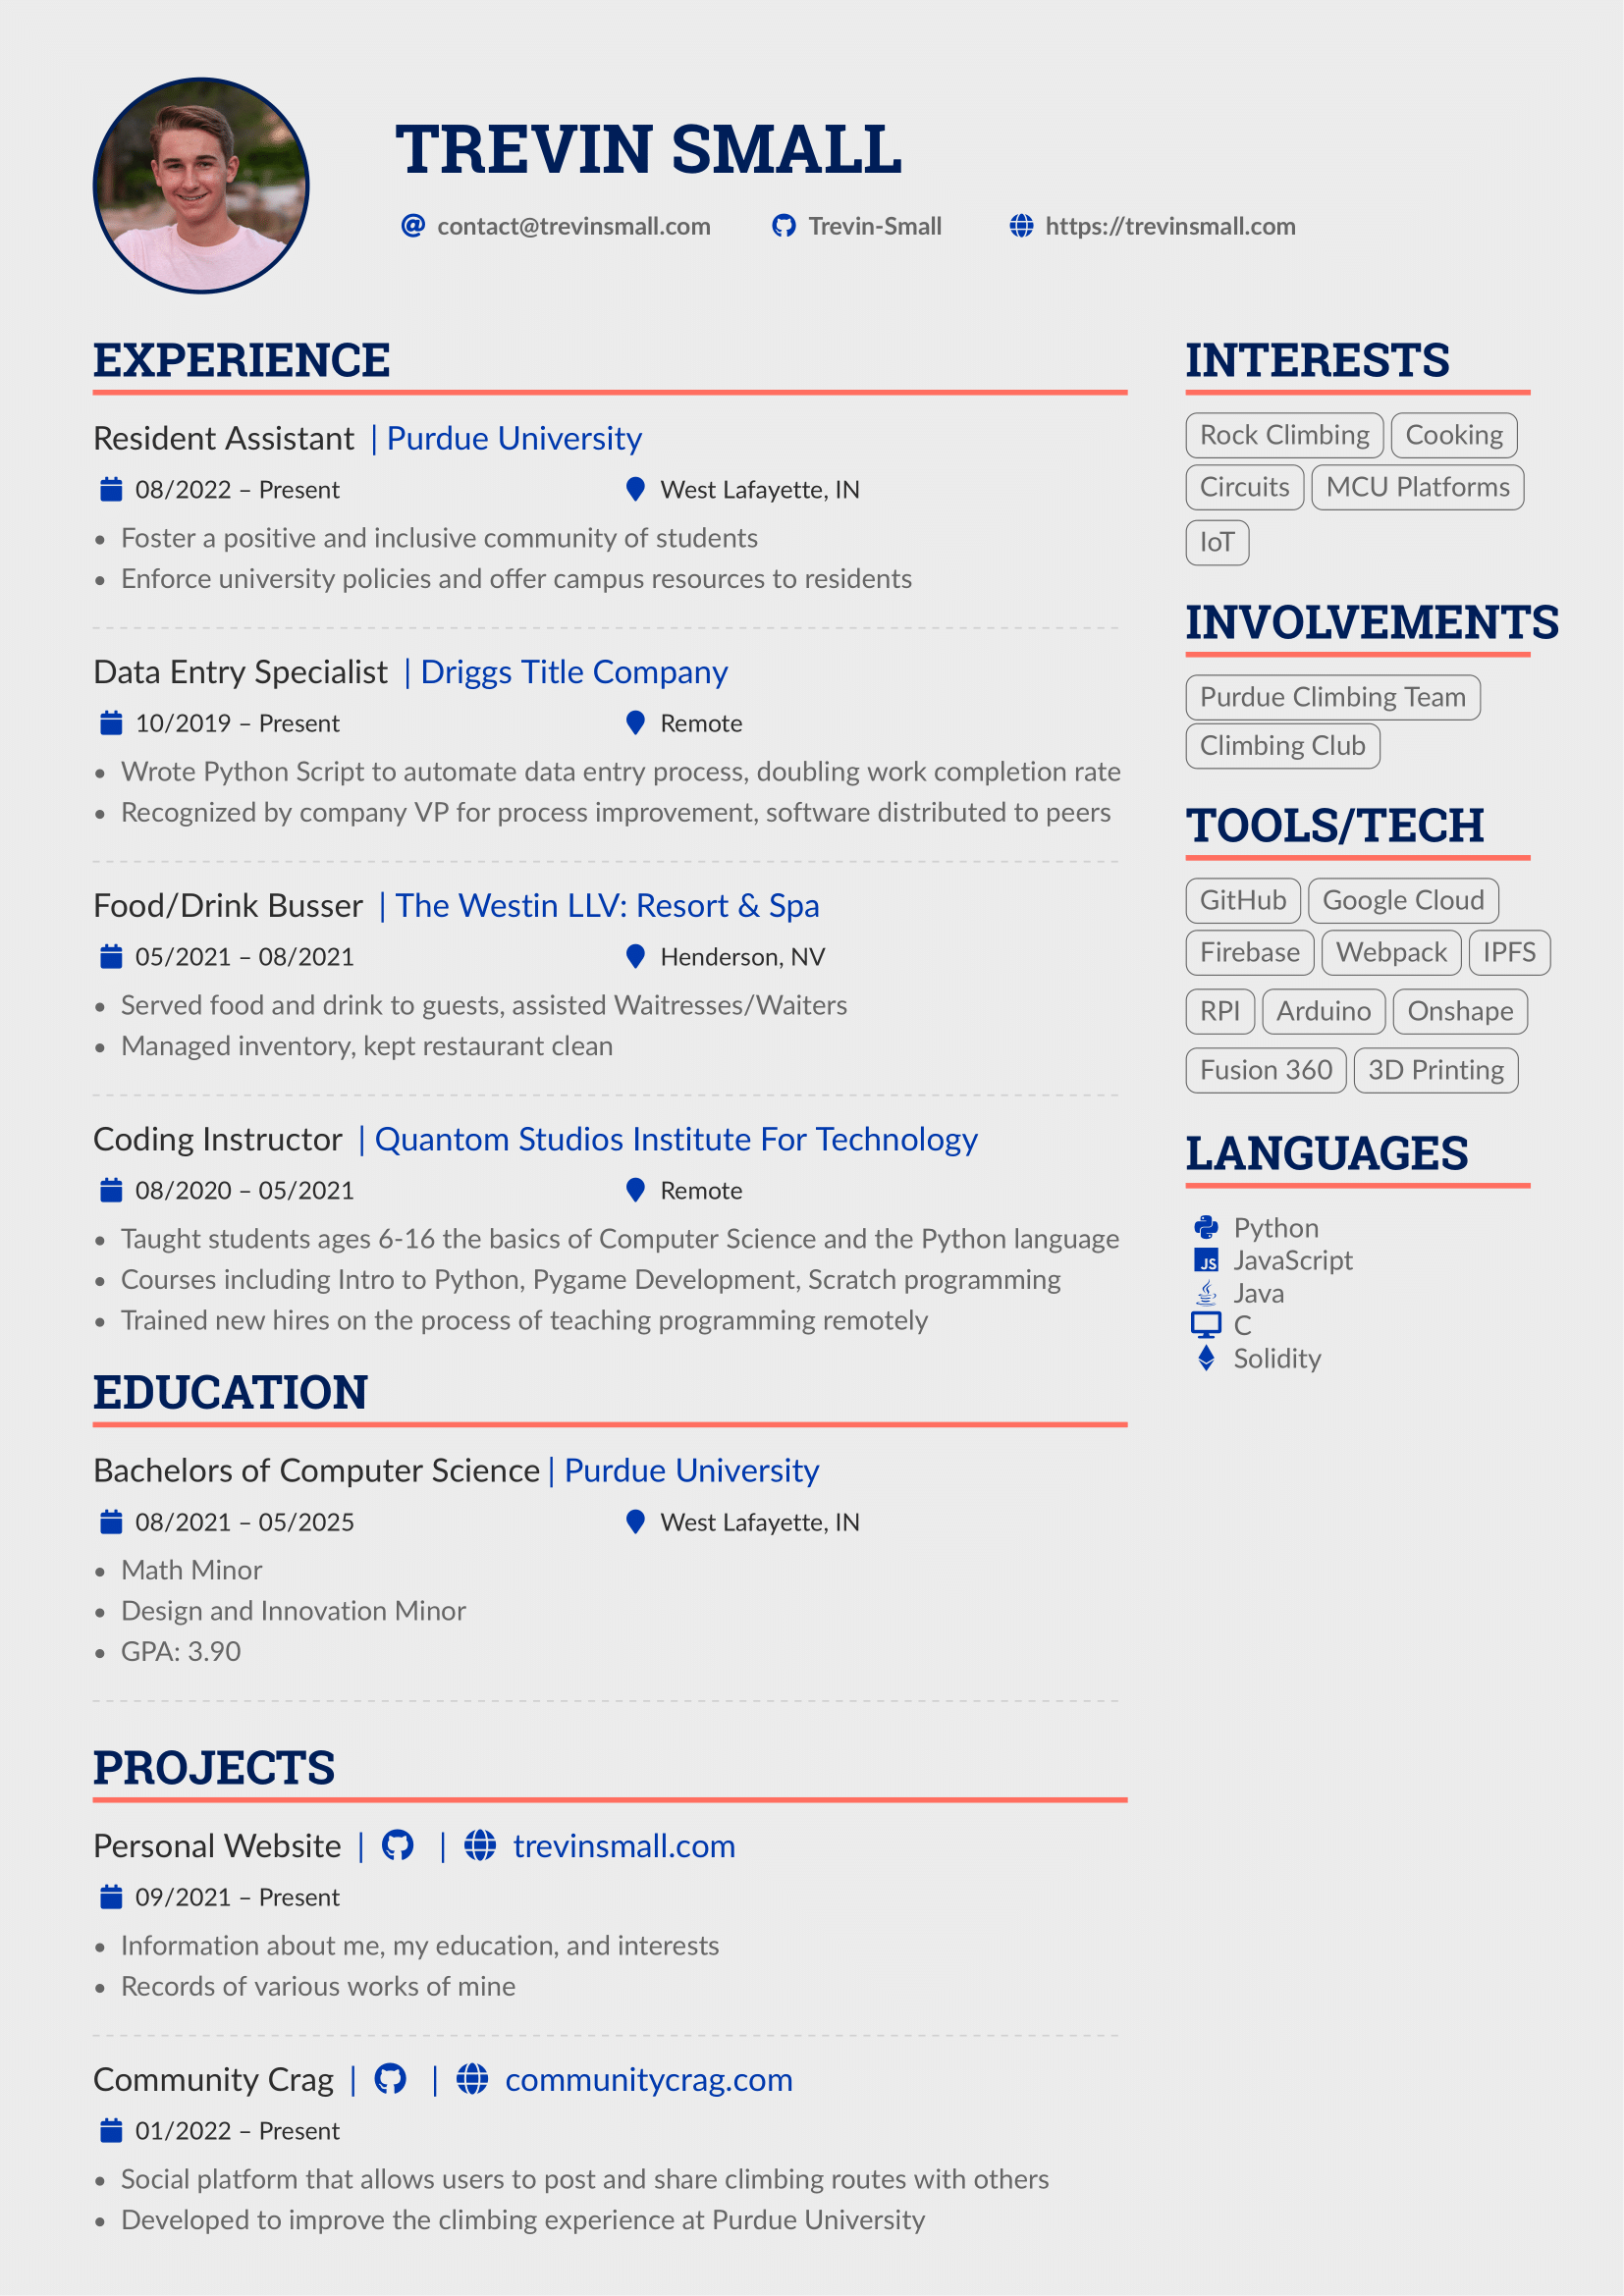 TREVIN SMALL
contact@trevinsmall.com Trevin-Small https://trevinsmall.com
EXPERIENCE
Resident Assistant | Purdue University
08/2022 – Present West Lafayette, IN
• Foster a positive and inclusive community of students
• Enforce university policies and offer campus resources to residents
Data Entry Specialist | Driggs Title Company
10/2019 – Present Remote
• Wrote Python Script to automate data entry process, doubling work completion rate
• Recognized by company VP for process improvement, software distributed to peers
Food/Drink Busser | The Westin LLV: Resort & Spa
05/2021 – 08/2021 Henderson, NV
• Served food and drink to guests, assisted Waitresses/Waiters
• Managed inventory, kept restaurant clean
Coding Instructor | Quantom Studios Institute For Technology
08/2020 – 05/2021 Remote
• Taught students ages 6-16 the basics of Computer Science and the Python language
• Courses including Intro to Python, Pygame Development, Scratch programming
• Trained new hires on the process of teaching programming remotely
EDUCATION
Bachelors of Computer Science | Purdue University
08/2021 – 05/2025 West Lafayette, IN
• Math Minor
• Design and Innovation Minor
• GPA: 3.90
PROJECTS
Personal Website | | trevinsmall.com
09/2021 – Present
• Information about me, my education, and interests
• Records of various works of mine
Community Crag | | communitycrag.com
01/2022 – Present
• Social platform that allows users to post and share climbing routes with others
• Developed to improve the climbing experience at Purdue University
INTERESTS
Rock Climbing Cooking
Circuits MCU Platforms
IoT
INVOLVEMENTS
Purdue Climbing Team
Climbing Club
TOOLS/TECH
GitHub Google Cloud
Firebase Webpack IPFS
RPI Arduino Onshape
Fusion 360 3D Printing
LANGUAGES
Python
JS JavaScript
Java
C
Solidity